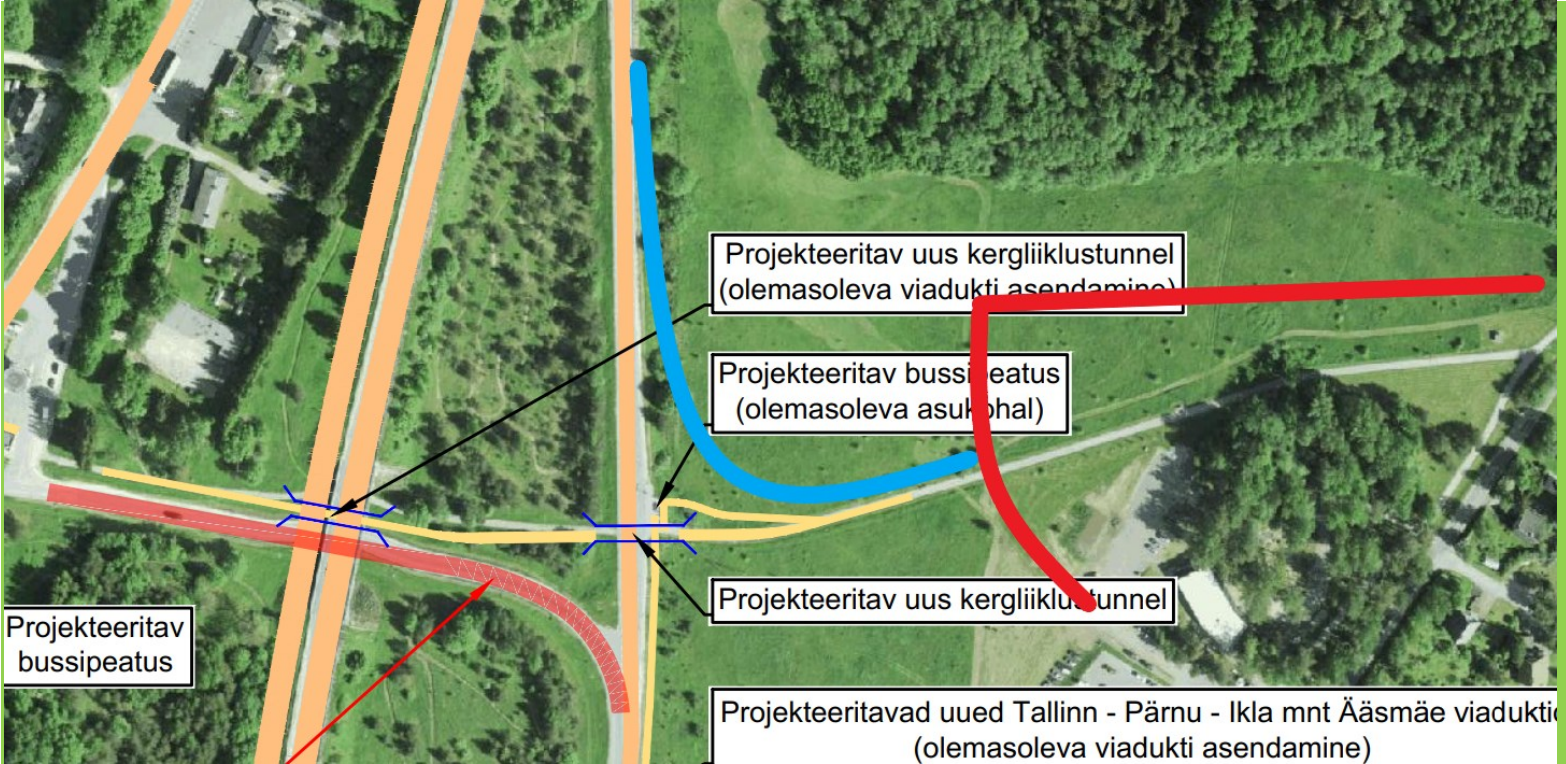 Projekteeritav uus kergliiklustunnel
(olemasoleva viadukti asendamine)
Projekteeritav bussipeatus
(olemasoleva asukohal)
Projekteeritav uus kergliiklustunnel
Projekteeritav
bussipeatus
Projekteeritavad uued Tallinn - Pärnu - Ikla mnt Ääsmäe viaduktid
(olemasoleva viadukti asendamine)